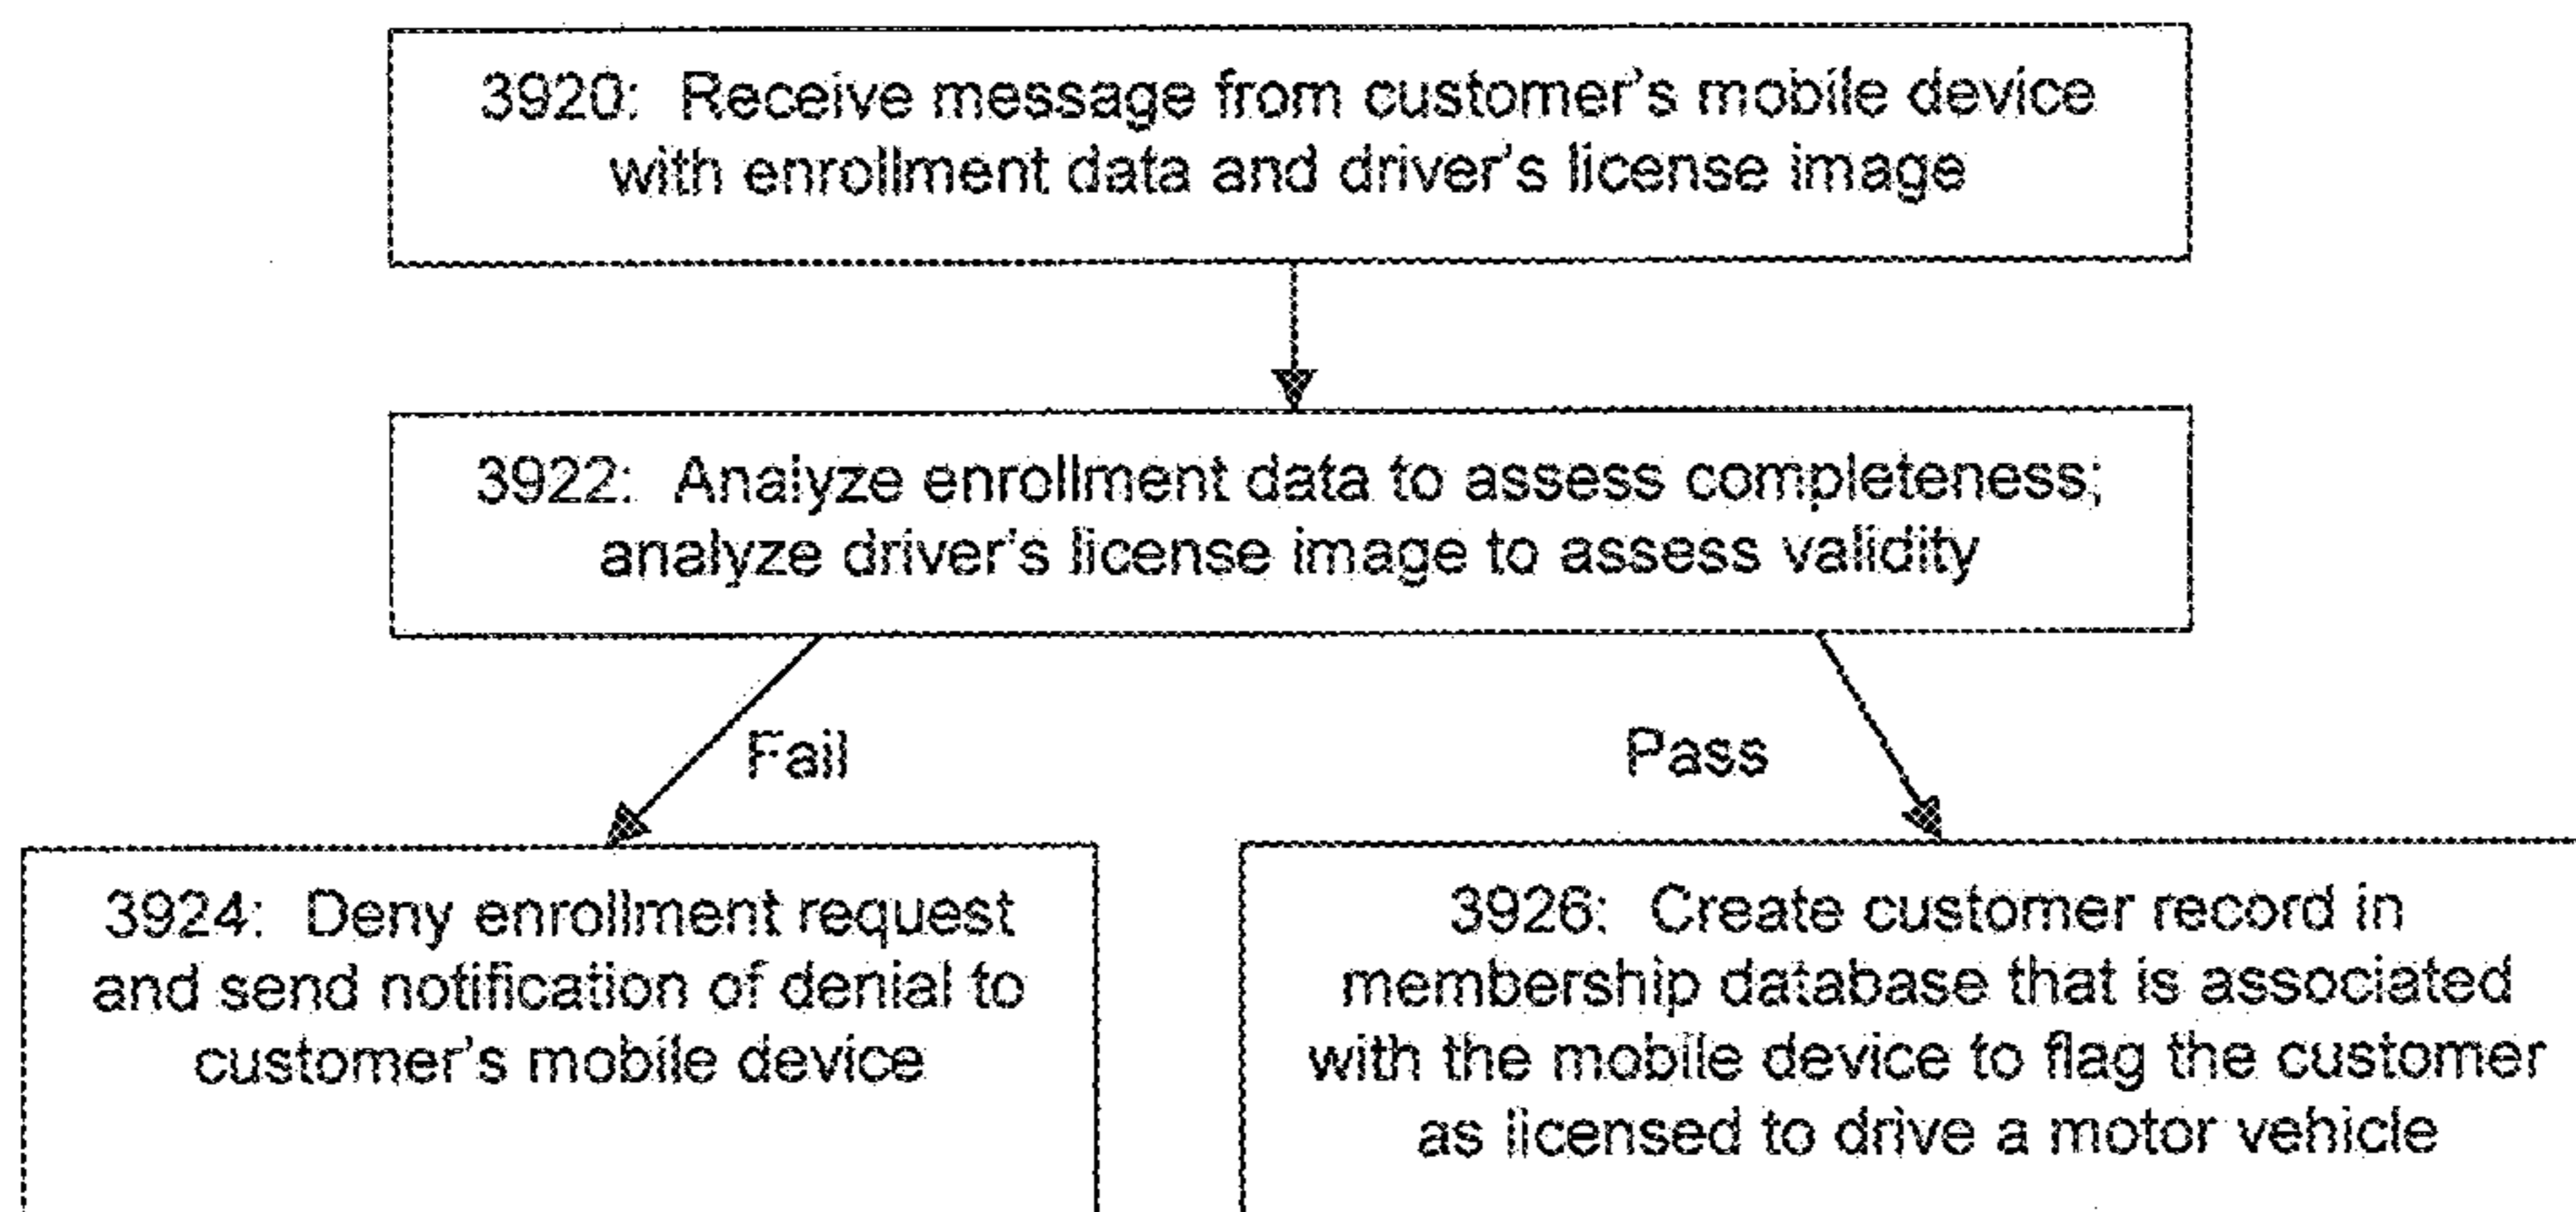 3920: Receive message from customer's mobile device
with enrollment data and driver's license image
3922: Analyze enrollment data to assess completeness;
analyze driver's license image to assess validity
Fail
Pass
3924: Deny enrollment request
and send notification of denial to
customer's mobile device
3926: Create customer record in
membership database that is associated
with the mobile device to flag the customer
as licensed to drive a motor vehicle